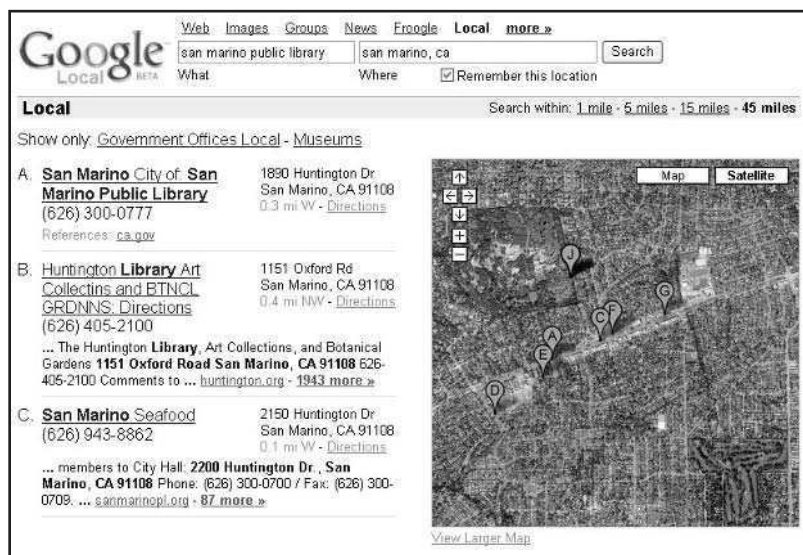 Web Images Groups News Froogle Local more »
Google
Local BETA
san marino public library san marino, ca Search
What Where Remember this location
Local Search within: 1 mile - 5 miles - 15 miles - 45 miles
Show only: Government Offices Local - Museums
A. San Marino City of San
Marino Public Library
(626) 300-0777
References: ca.gov
1890 Huntington Dr
San Marino, CA 91108
0.3 mi W - Directions
B. Huntington Library Art
Collectins and BTNCL
GRDNNS: Directions
(626) 405-2100
1151 Oxford Rd
San Marino, CA 91108
0.4 mi NW - Directions
... The Huntington Library, Art Collections, and Botanical
Gardens 1151 Oxford Road San Marino, CA 91108 626-
405-2100 Comments to ... huntington.org - 1943 more »
C. San Marino Seafood
(626) 943-8862
2150 Huntington Dr
San Marino, CA 91108
0.1 mi W - Directions
... members to City Hall: 2200 Huntington Dr., San
Marino, CA 91108 Phone: (626) 300-0700 / Fax: (626) 300-
0709. ... sanmarinopl.org - 87 more »
Map Satellite
J
G
C F
A
E
D
View Larger Map